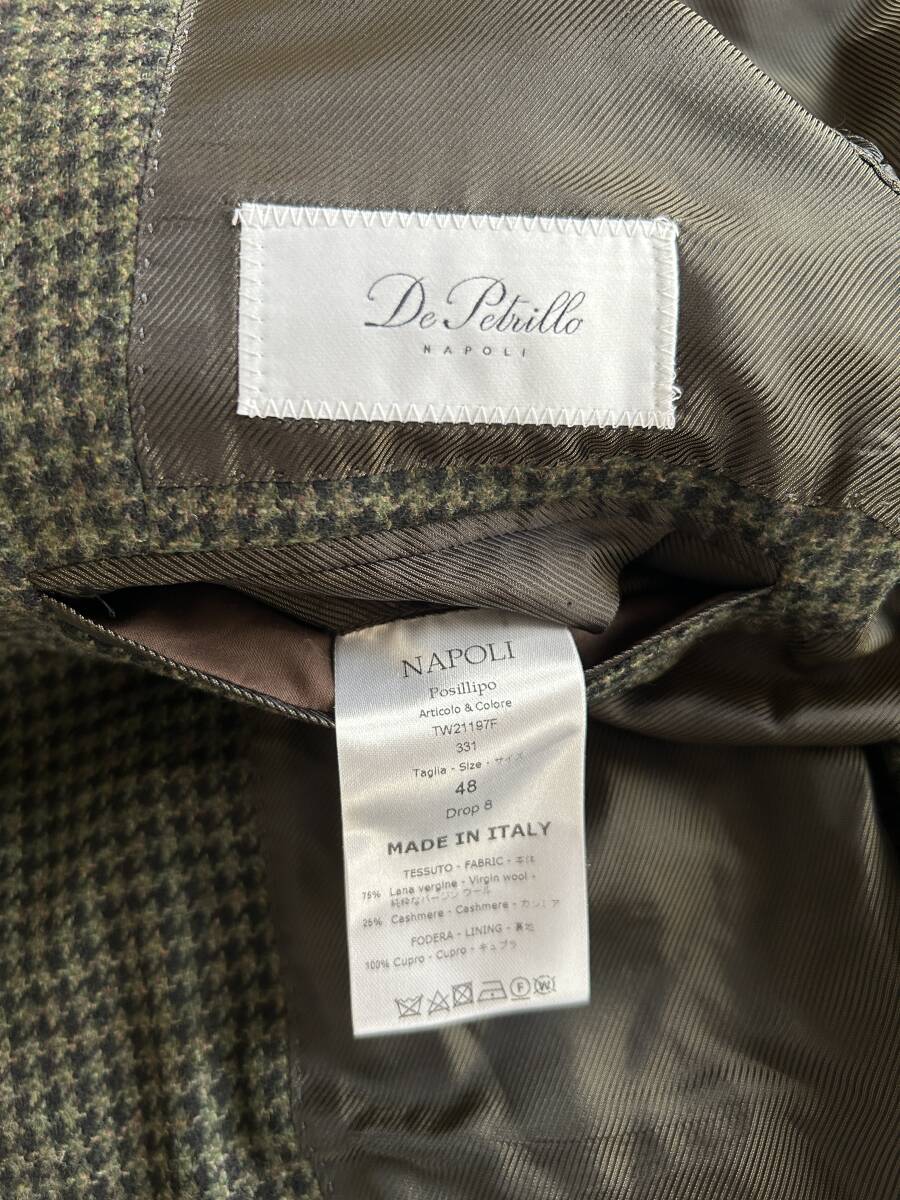 De Petrillo
NAPOLI
NAPOLI
Posillipo
Articolo & Colore
TW21197F
331
Taglia - Size - サイズ
48
Drop 8
MADE IN ITALY
TESSUTO - FABRIC - 本体
75% Lana vergine - Virgin wool -
純粋なバージン ウール
25% Cashmere - Cashmere - カシミア
FODERA - LINING - 裏地
100% Cupro - Cupro - キュプラ
F W